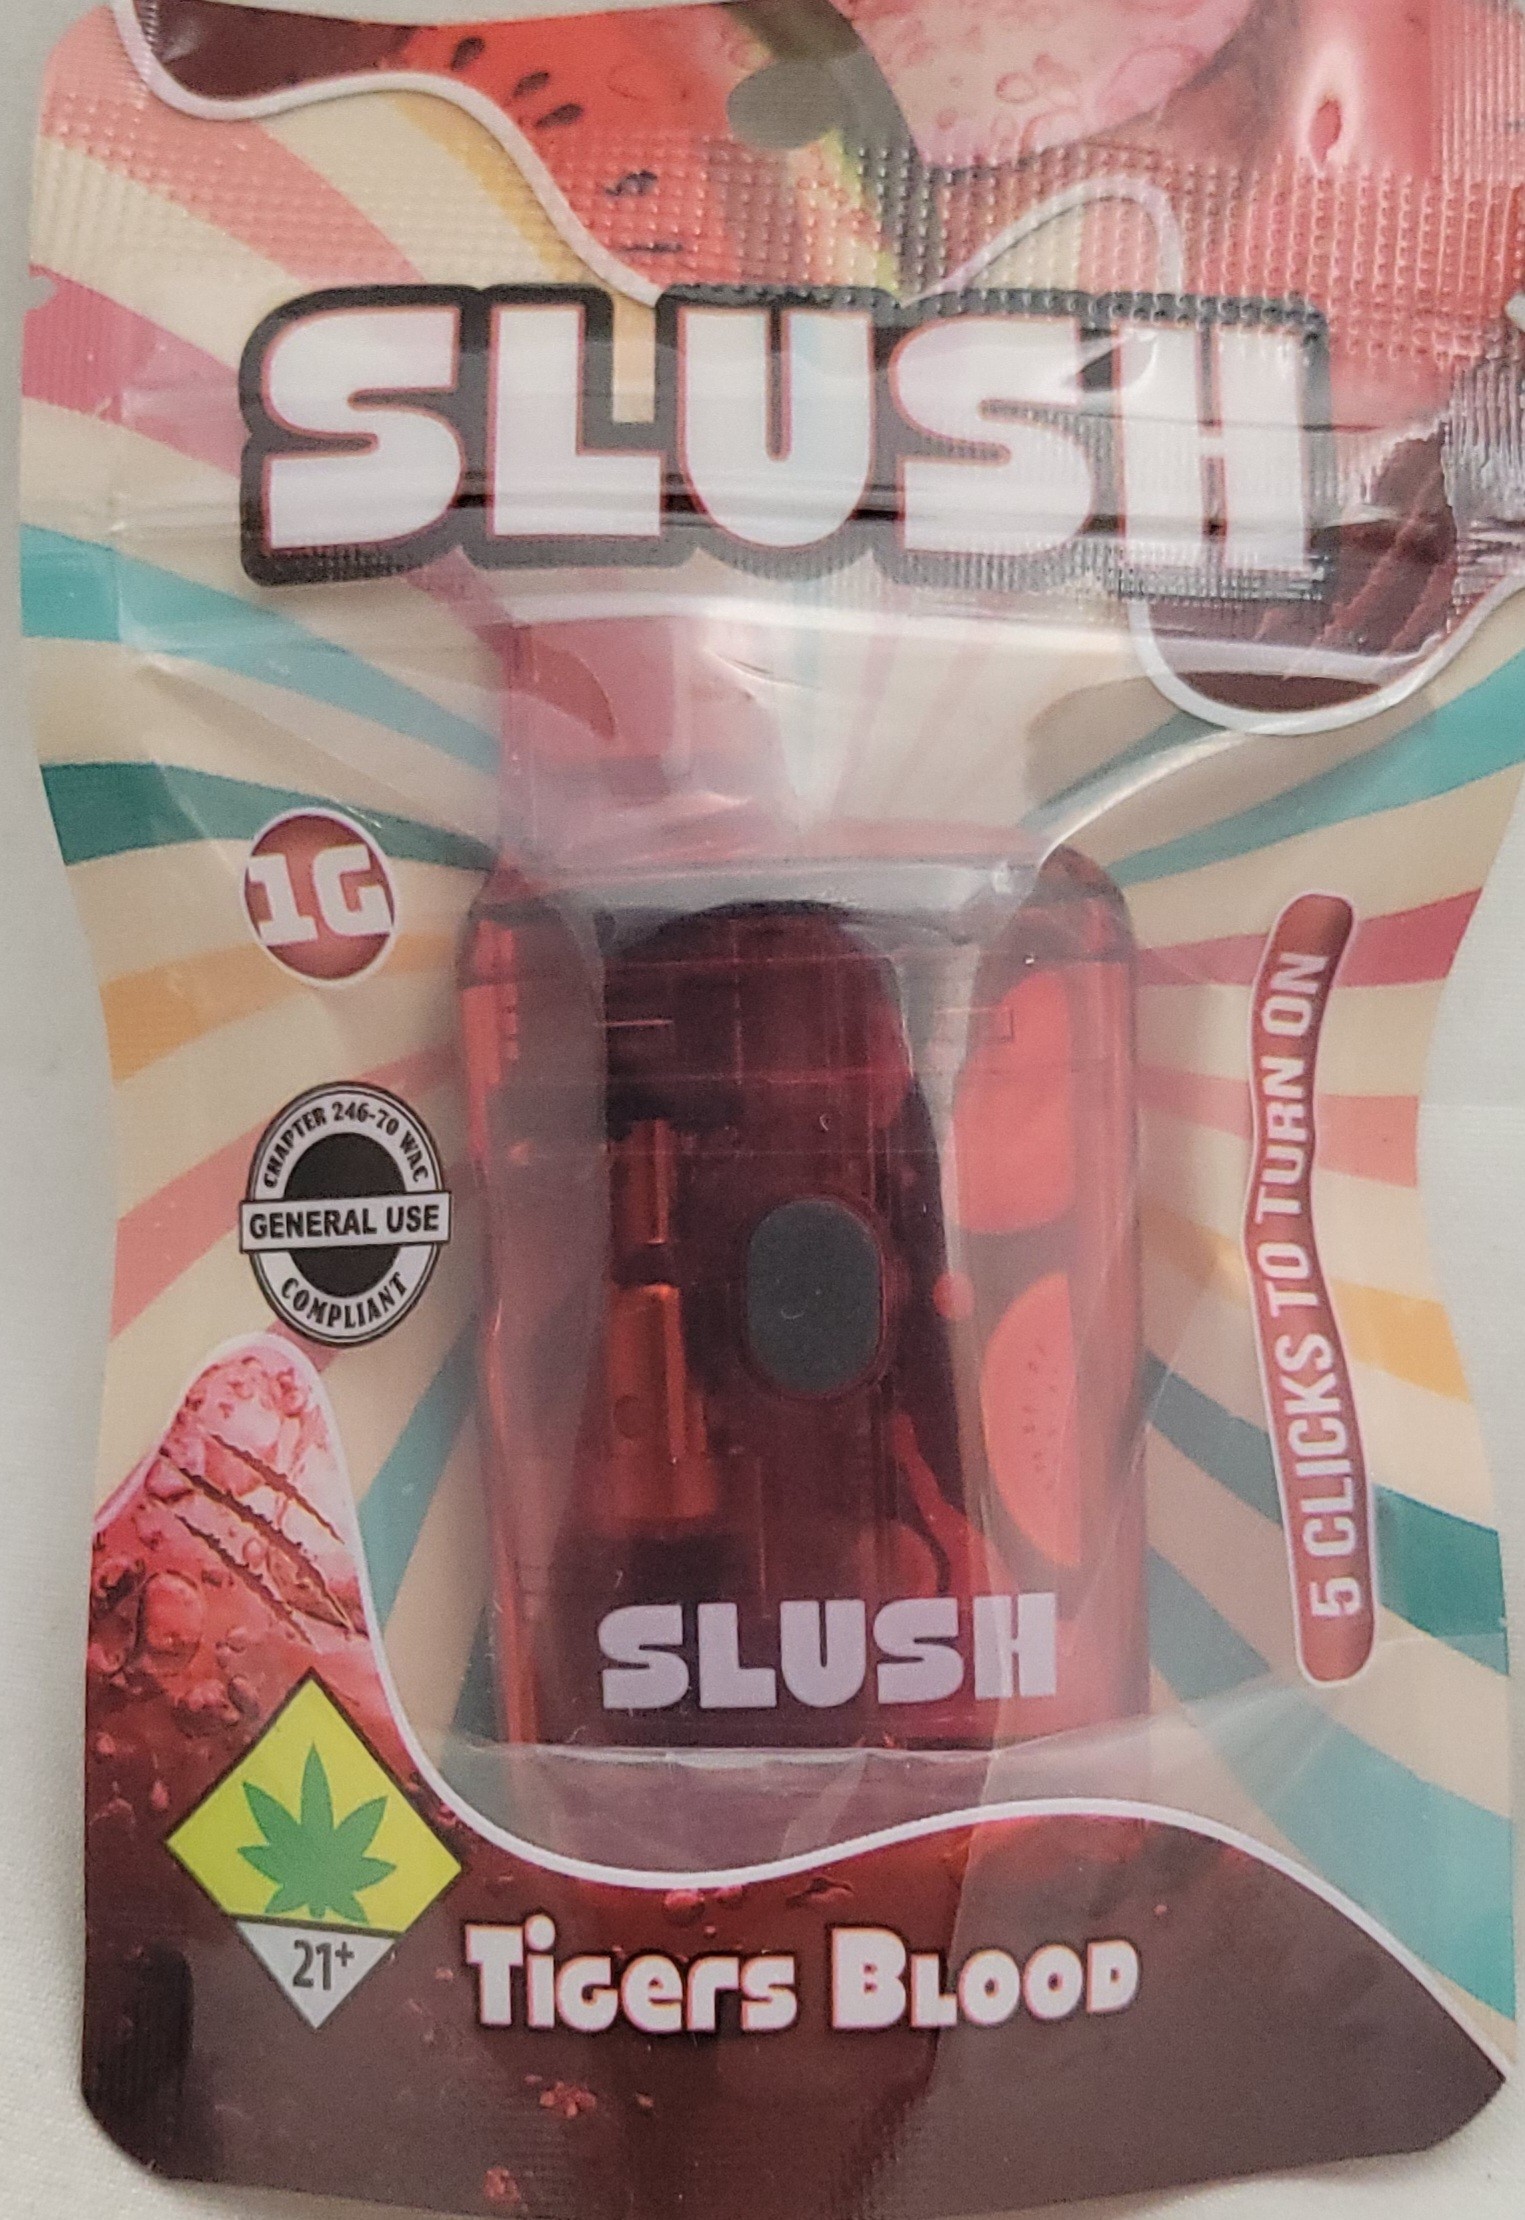 SLUSH
1G
CHAPTER 246-70 WAC
GENERAL USE
COMPLIANT
5 CLICKS TO TURN ON
SLUSH
21+
Tigers Blood